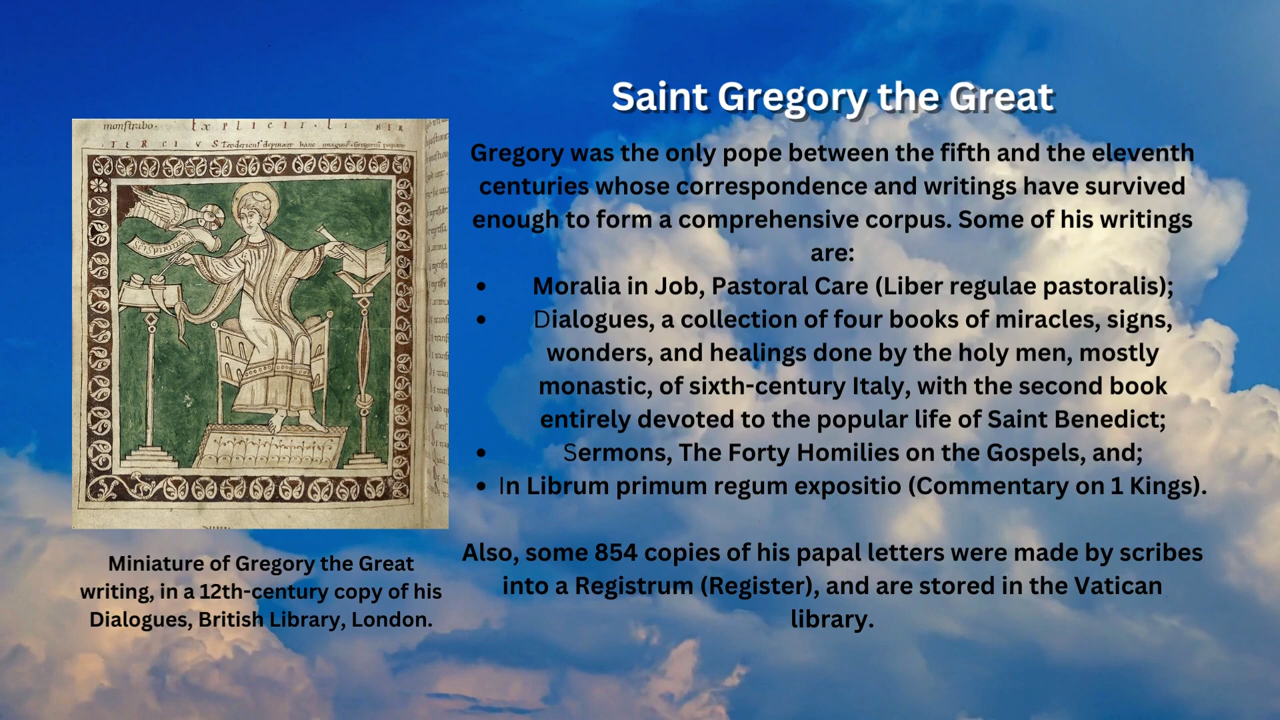 Saint Gregory the Great
Gregory was the only pope between the fifth and the eleventh
centuries whose correspondence and writings have survived
enough to form a comprehensive corpus. Some of his writings
are:
• Moralia in Job, Pastoral Care (Liber regulae pastoralis);
• Dialogues, a collection of four books of miracles, signs,
wonders, and healings done by the holy men, mostly
monastic, of sixth-century Italy, with the second book
entirely devoted to the popular life of Saint Benedict;
• Sermons, The Forty Homilies on the Gospels, and;
• In Librum primum regum expositio (Commentary on 1 Kings).
Also, some 854 copies of his papal letters were made by scribes
into a Registrum (Register), and are stored in the Vatican
library.
monstrabo.
EXPLICIT. LI
TERCIVS
Miniature of Gregory the Great
writing, in a 12th-century copy of his
Dialogues, British Library, London.